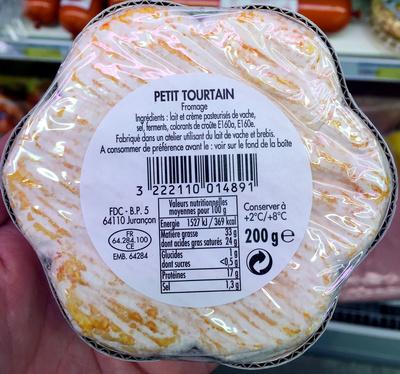 PETIT TOURTAIN
Fromage
Ingrédients : lait et crème pasteurisés de vache,
sel, ferments, colorants de croûte E160a, E160e.
Fabriqué dans un atelier utilisant du lait de vache et brebis.
A consommer de préférence avant le : voir sur le fond de la boîte
3 222110 014891
FDC - B.P. 5
64110 Jurançon
FR
64.284.100
CE
EMB. 64284
Valeurs nutritionnelles
moyennes pour 100 g
Energie 1527 kJ / 369 kcal
Matière grasse 33 g
dont acides gras saturés 24 g
Glucides 1 g
dont sucres <0,5 g
Protéines 17 g
Sel 1,3 g
Conserver à
+2°C/+8°C
200 g e